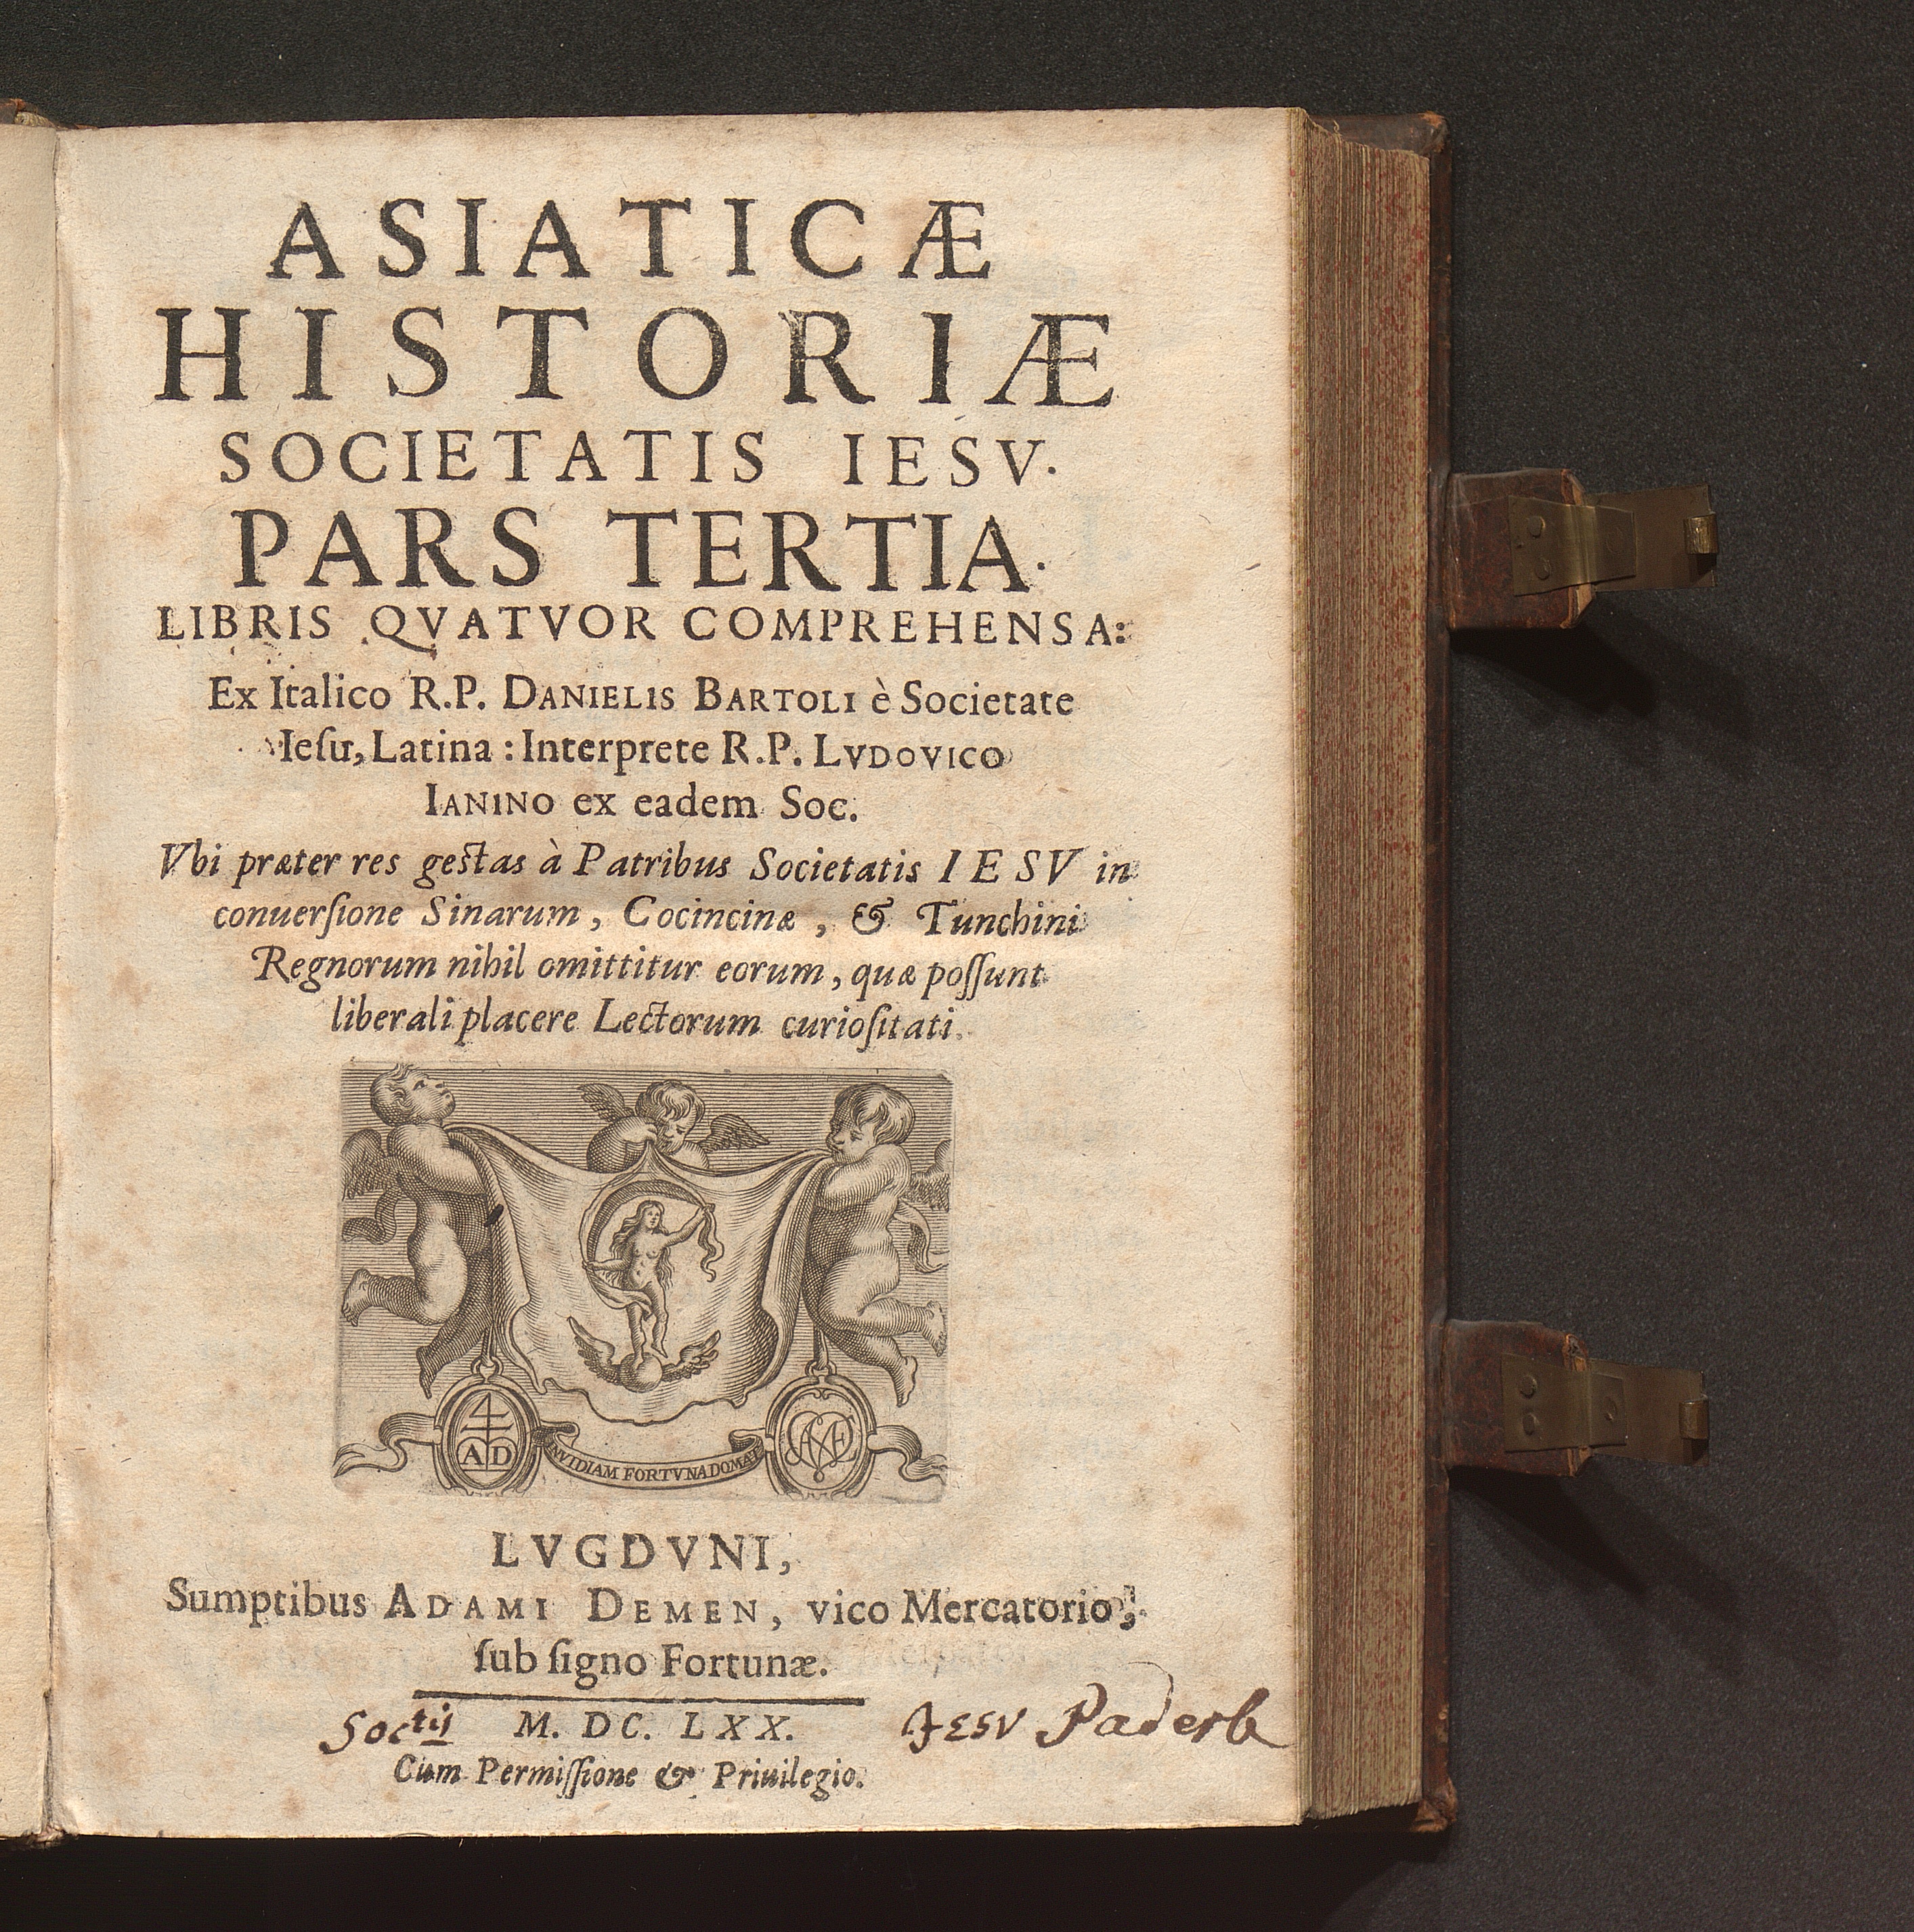 ASIATICÆ
HISTORIÆ
SOCIETATIS IESV.
PARS TERTIA.
LIBRIS QVATVOR COMPREHENSA:
Ex Italico R.P. DANIELIS BARTOLI è Societate
Ieſu, Latina : Interprete R.P. LVDOVICO
IANINO ex eadem Soc.
Vbi præter res gestas à Patribus Societatis IESV in
conuerſione Sinarum, Cocincinæ, & Tunchini
Regnorum nihil omittitur eorum, quæ poſſunt
liberali placere Lectorum curioſitati.
AD
INVIDIAM FORTVNA DOMAT
LVGDVNI,
Sumptibus ADAMI DEMEN, vico Mercatorio,
ſub ſigno Fortunæ.
Soctis M. DC. LXX. Jesv Paderb
Cum Permiſſione & Priuilegio.